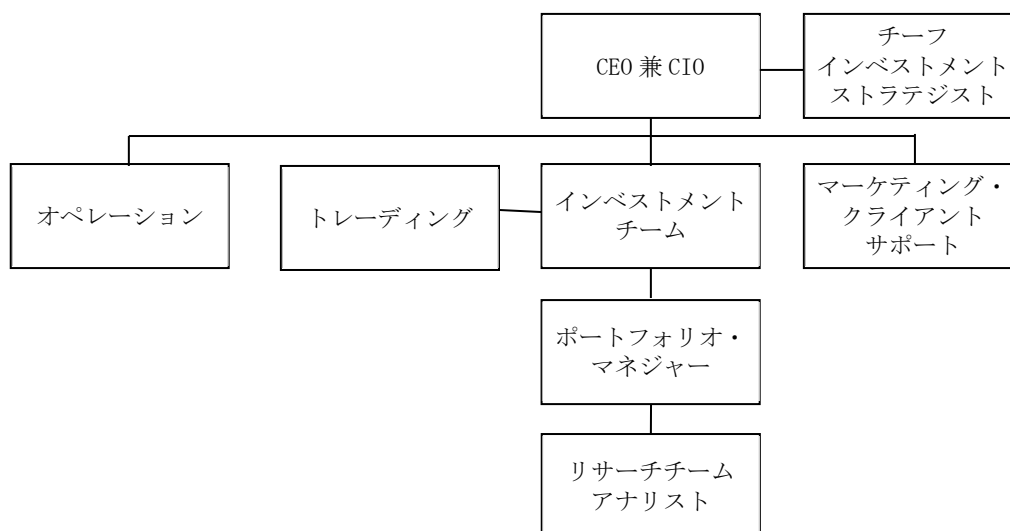 CEO 兼 CIO
チーフ
インベストメント
ストラテジスト
オペレーション
トレーディング
インベストメント
チーム
マーケティング・
クライアント
サポート
ポートフォリオ・
マネジャー
リサーチチーム
アナリスト